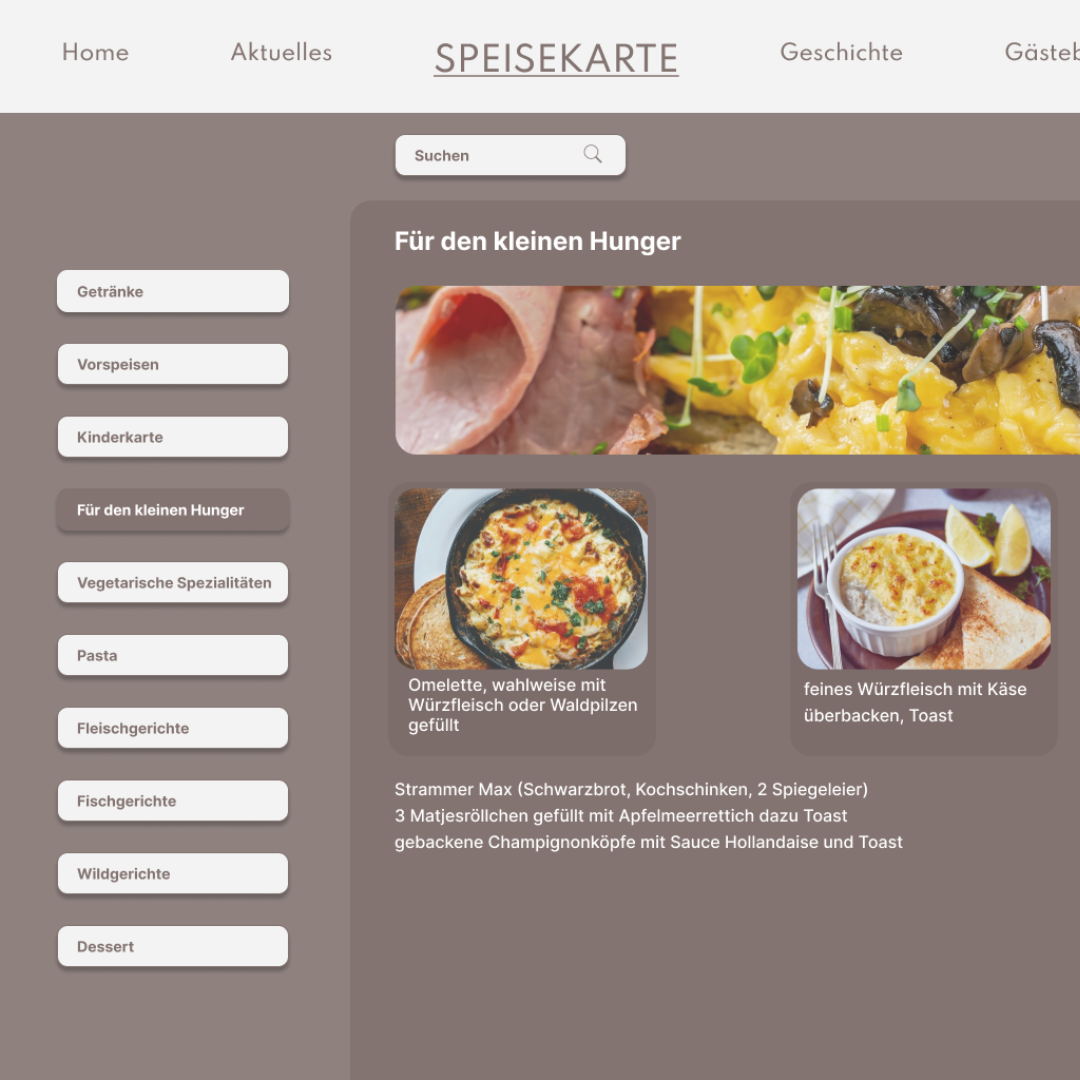 Home
Aktuelles
SPEISEKARTE
Geschichte
Gästeb
Suchen
Getränke
Vorspeisen
Kinderkarte
Für den kleinen Hunger
Vegetarische Spezialitäten
Pasta
Fleischgerichte
Fischgerichte
Wildgerichte
Dessert
Für den kleinen Hunger
Omelette, wahlweise mit
Würzfleisch oder Waldpilzen
gefüllt
feines Würzfleisch mit Käse
überbacken, Toast
Strammer Max (Schwarzbrot, Kochschinken, 2 Spiegeleier)
3 Matjesröllchen gefüllt mit Apfelmeerrettich dazu Toast
gebackene Champignonköpfe mit Sauce Hollandaise und Toast